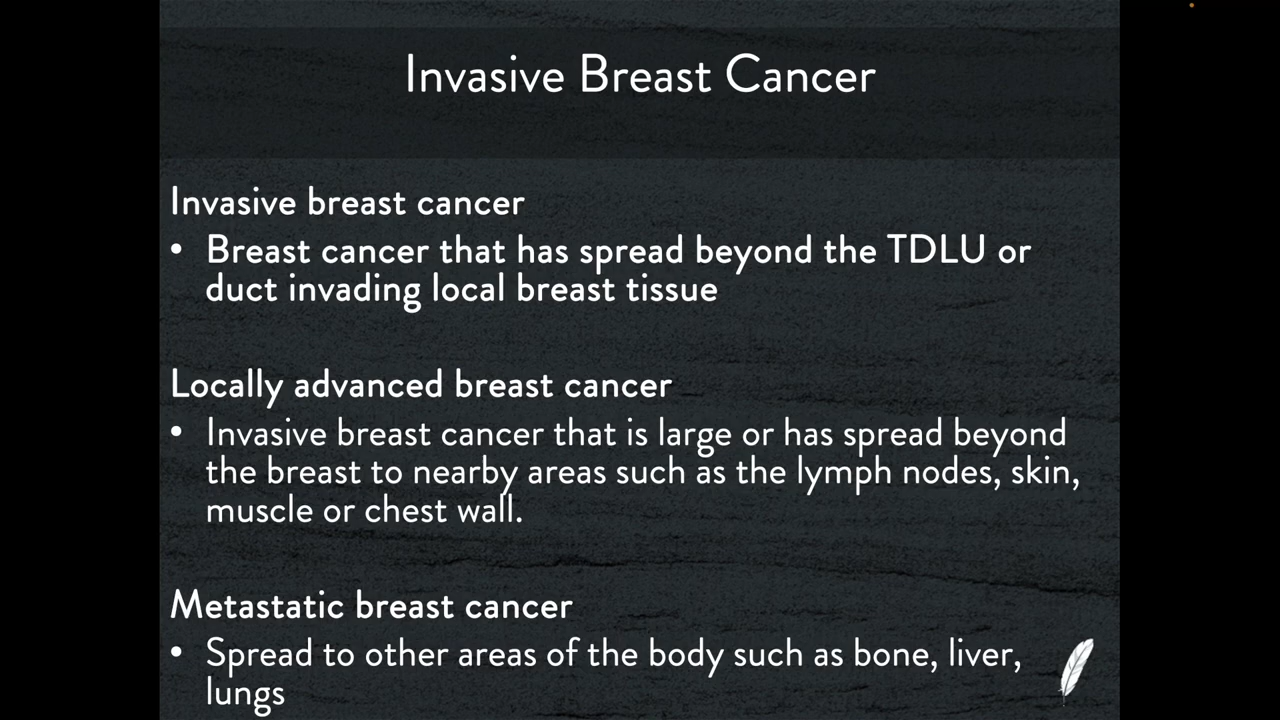 Invasive Breast Cancer
Invasive breast cancer
• Breast cancer that has spread beyond the TDLU or
duct invading local breast tissue
Locally advanced breast cancer
• Invasive breast cancer that is large or has spread beyond
the breast to nearby areas such as the lymph nodes, skin,
muscle or chest wall.
Metastatic breast cancer
• Spread to other areas of the body such as bone, liver,
lungs